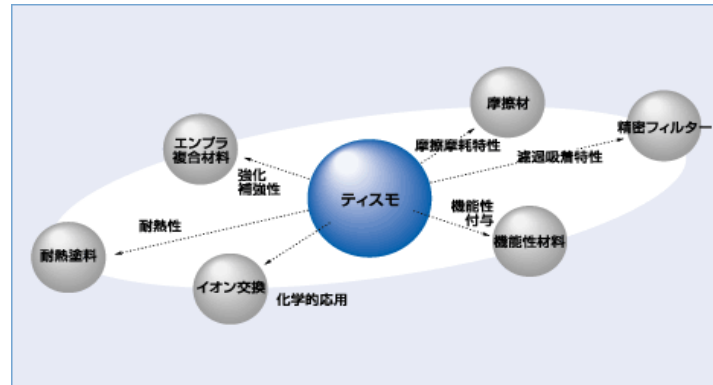 摩擦材
精密フィルター
エンプラ
複合材料
摩擦摩耗特性
濾過吸着特性
強化
補強性
ティスモ
機能性
付与
耐熱性
機能性材料
耐熱塗料
イオン交換
化学的応用